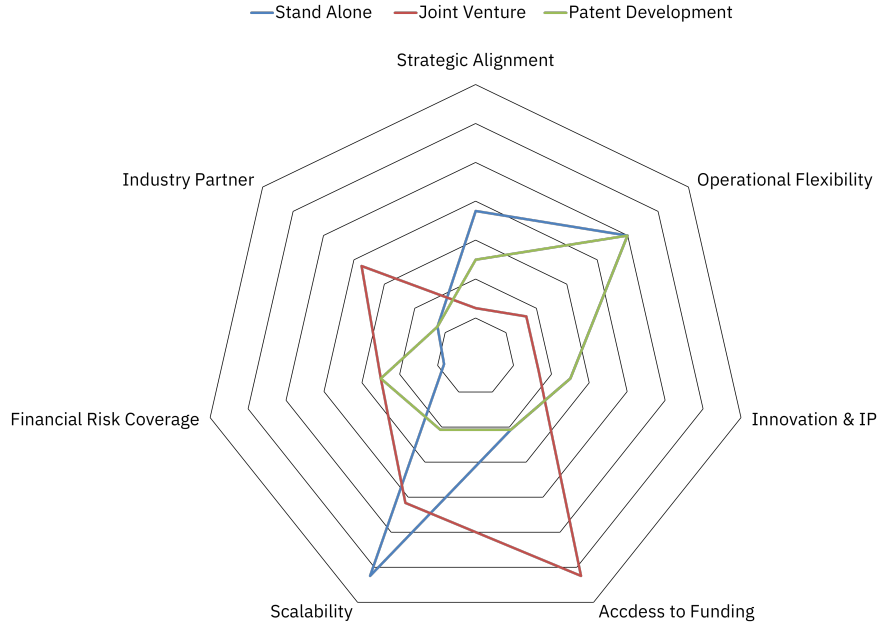 Stand Alone Joint Venture Patent Development
Strategic Alignment
Industry Partner
Operational Flexibility
Financial Risk Coverage
Innovation & IP
Scalability
Accdess to Funding